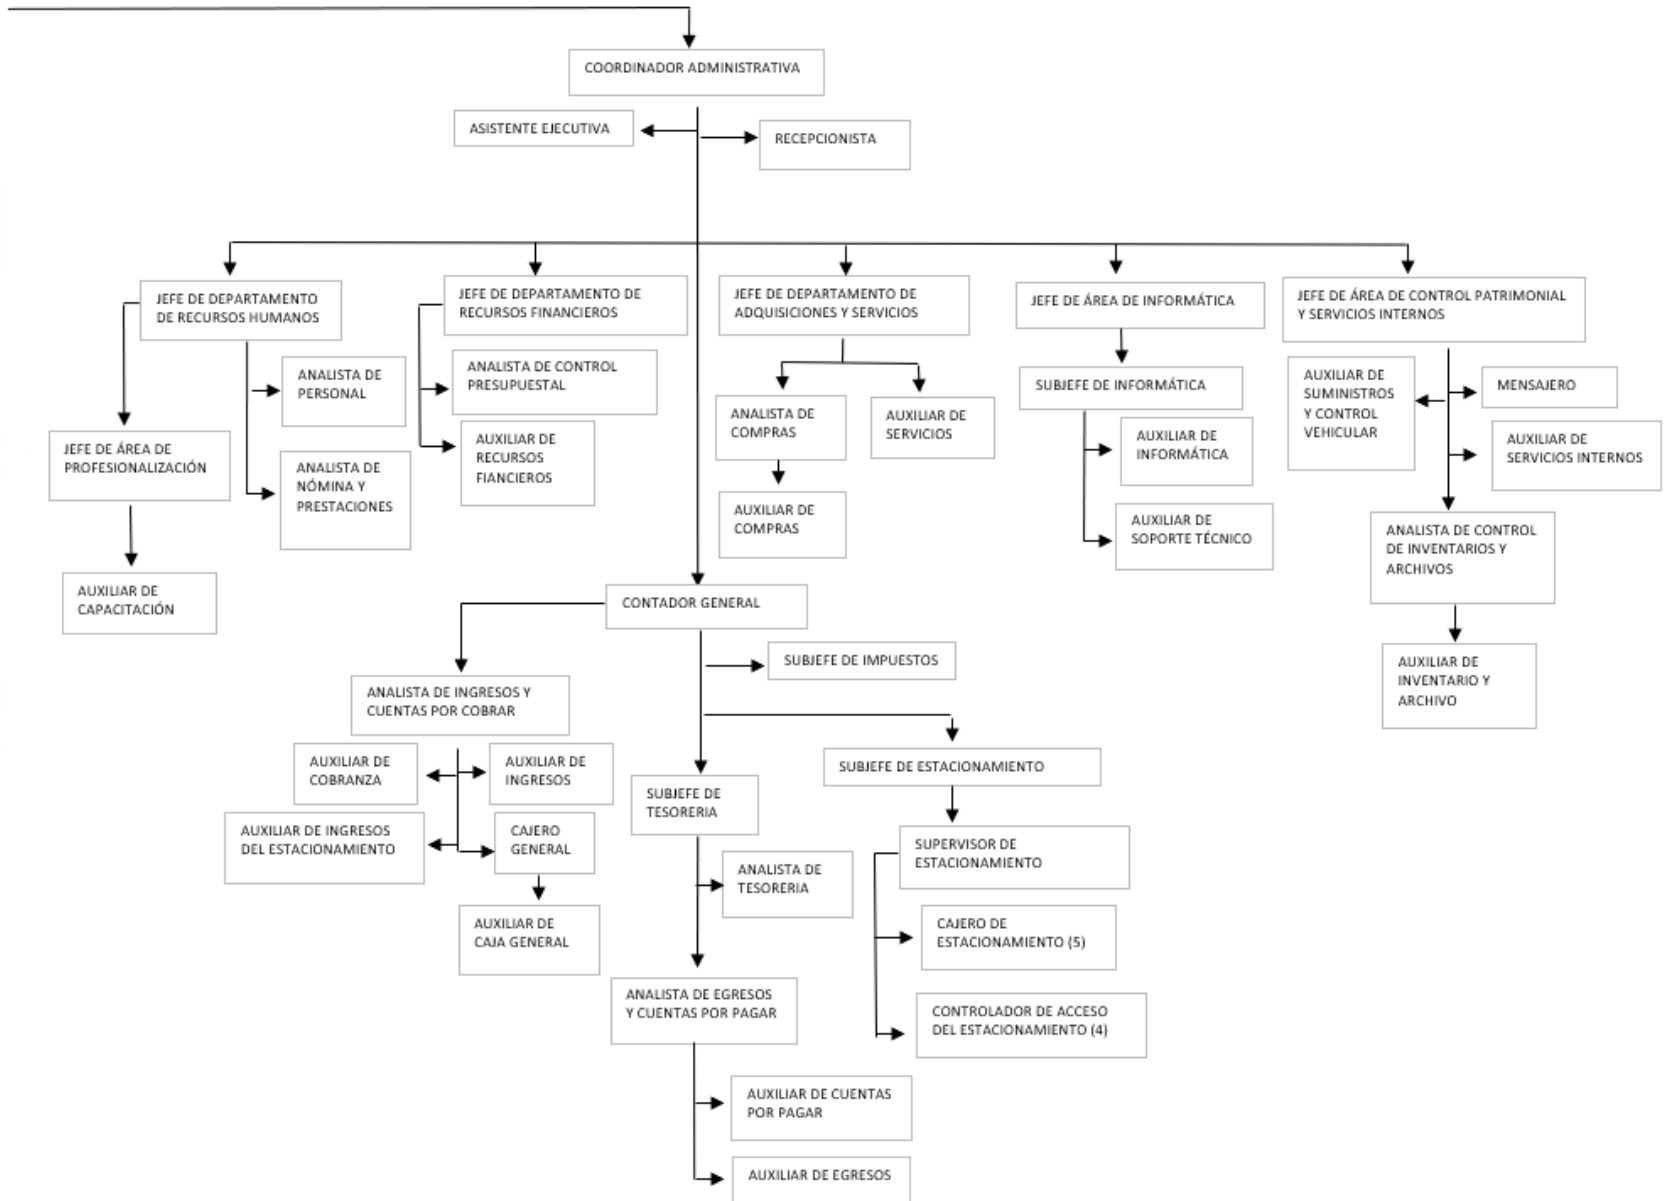 COORDINADOR ADMINISTRATIVA
ASISTENTE EJECUTIVA
RECEPCIONISTA
JEFE DE DEPARTAMENTO
DE RECURSOS HUMANOS
JEFE DE DEPARTAMENTO DE
RECURSOS FINANCIEROS
JEFE DE DEPARTAMENTO DE
ADQUISICIONES Y SERVICIO
JEFE DE ÁREA DE INFORMÁTICA
JEFE DE ÁREA DE CONTROL PATRIMONIAL
Y SERVICIOS INTERNOS
ANALISTA DE
PERSONAL
ANALISTA DE CONTROL
PRESUPUESTAL
ANALISTA DE
COMPRAS
AUXILIAR DE
SERVICIOS
SUBJEFE DE INFORMÁTICA
AUXILIAR DE
SUMINISTROS
Y CONTROL
VEHICULAR
MENSAJERO
JEFE DE ÁREA DE
PROFESIONALIZACIÓN
ANALISTA DE
NÓMINA Y
PRESTACIONES
AUXILIAR DE
RECURSOS
FIANCIEROS
AUXILIAR DE
COMPRAS
AUXILIAR DE
INFORMÁTICA
AUXILIAR DE
SERVICIOS INTERNOS
AUXILIAR DE
SOPORTE TÉCNICO
ANALISTA DE CONTROL
DE INVENTARIOS Y
ARCHIVOS
AUXILIAR DE
CAPACITACIÓN
CONTADOR GENERAL
SUBJEFE DE IMPUESTOS
AUXILIAR DE
INVENTARIO Y
ARCHIVO
ANALISTA DE INGRESOS Y
CUENTAS POR COBRAR
AUXILIAR DE
COBRANZA
AUXILIAR DE
INGRESOS
SUBJEFE DE
TESORERIA
SUBJEFE DE ESTACIONAMIENTO
AUXILIAR DE INGRESOS
DEL ESTACIONAMIENTO
CAJERO
GENERAL
SUPERVISOR DE
ESTACIONAMIENTO
ANALISTA DE
TESORERIA
AUXILIAR DE
CAJA GENERAL
CAJERO DE
ESTACIONAMIENTO (5)
ANALISTA DE EGRESOS
Y CUENTAS POR PAGAR
CONTROLADOR DE ACCESO
DEL ESTACIONAMIENTO (4)
AUXILIAR DE CUENTAS
POR PAGAR
AUXILIAR DE EGRESOS